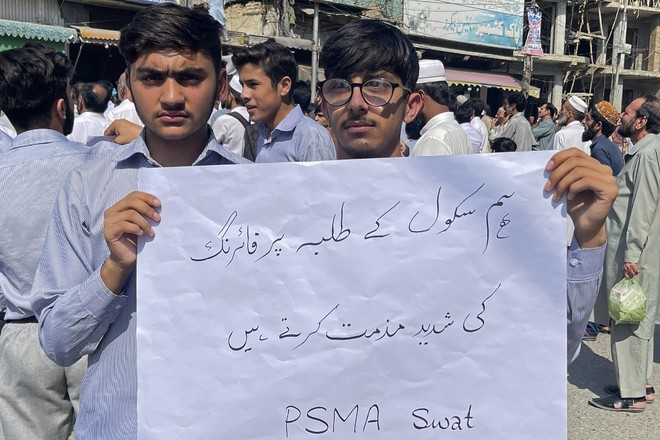 ہم سکول کے طلبہ پر فائرنگ
کی شدید مذمت کرتے ہیں
PSMA Swat